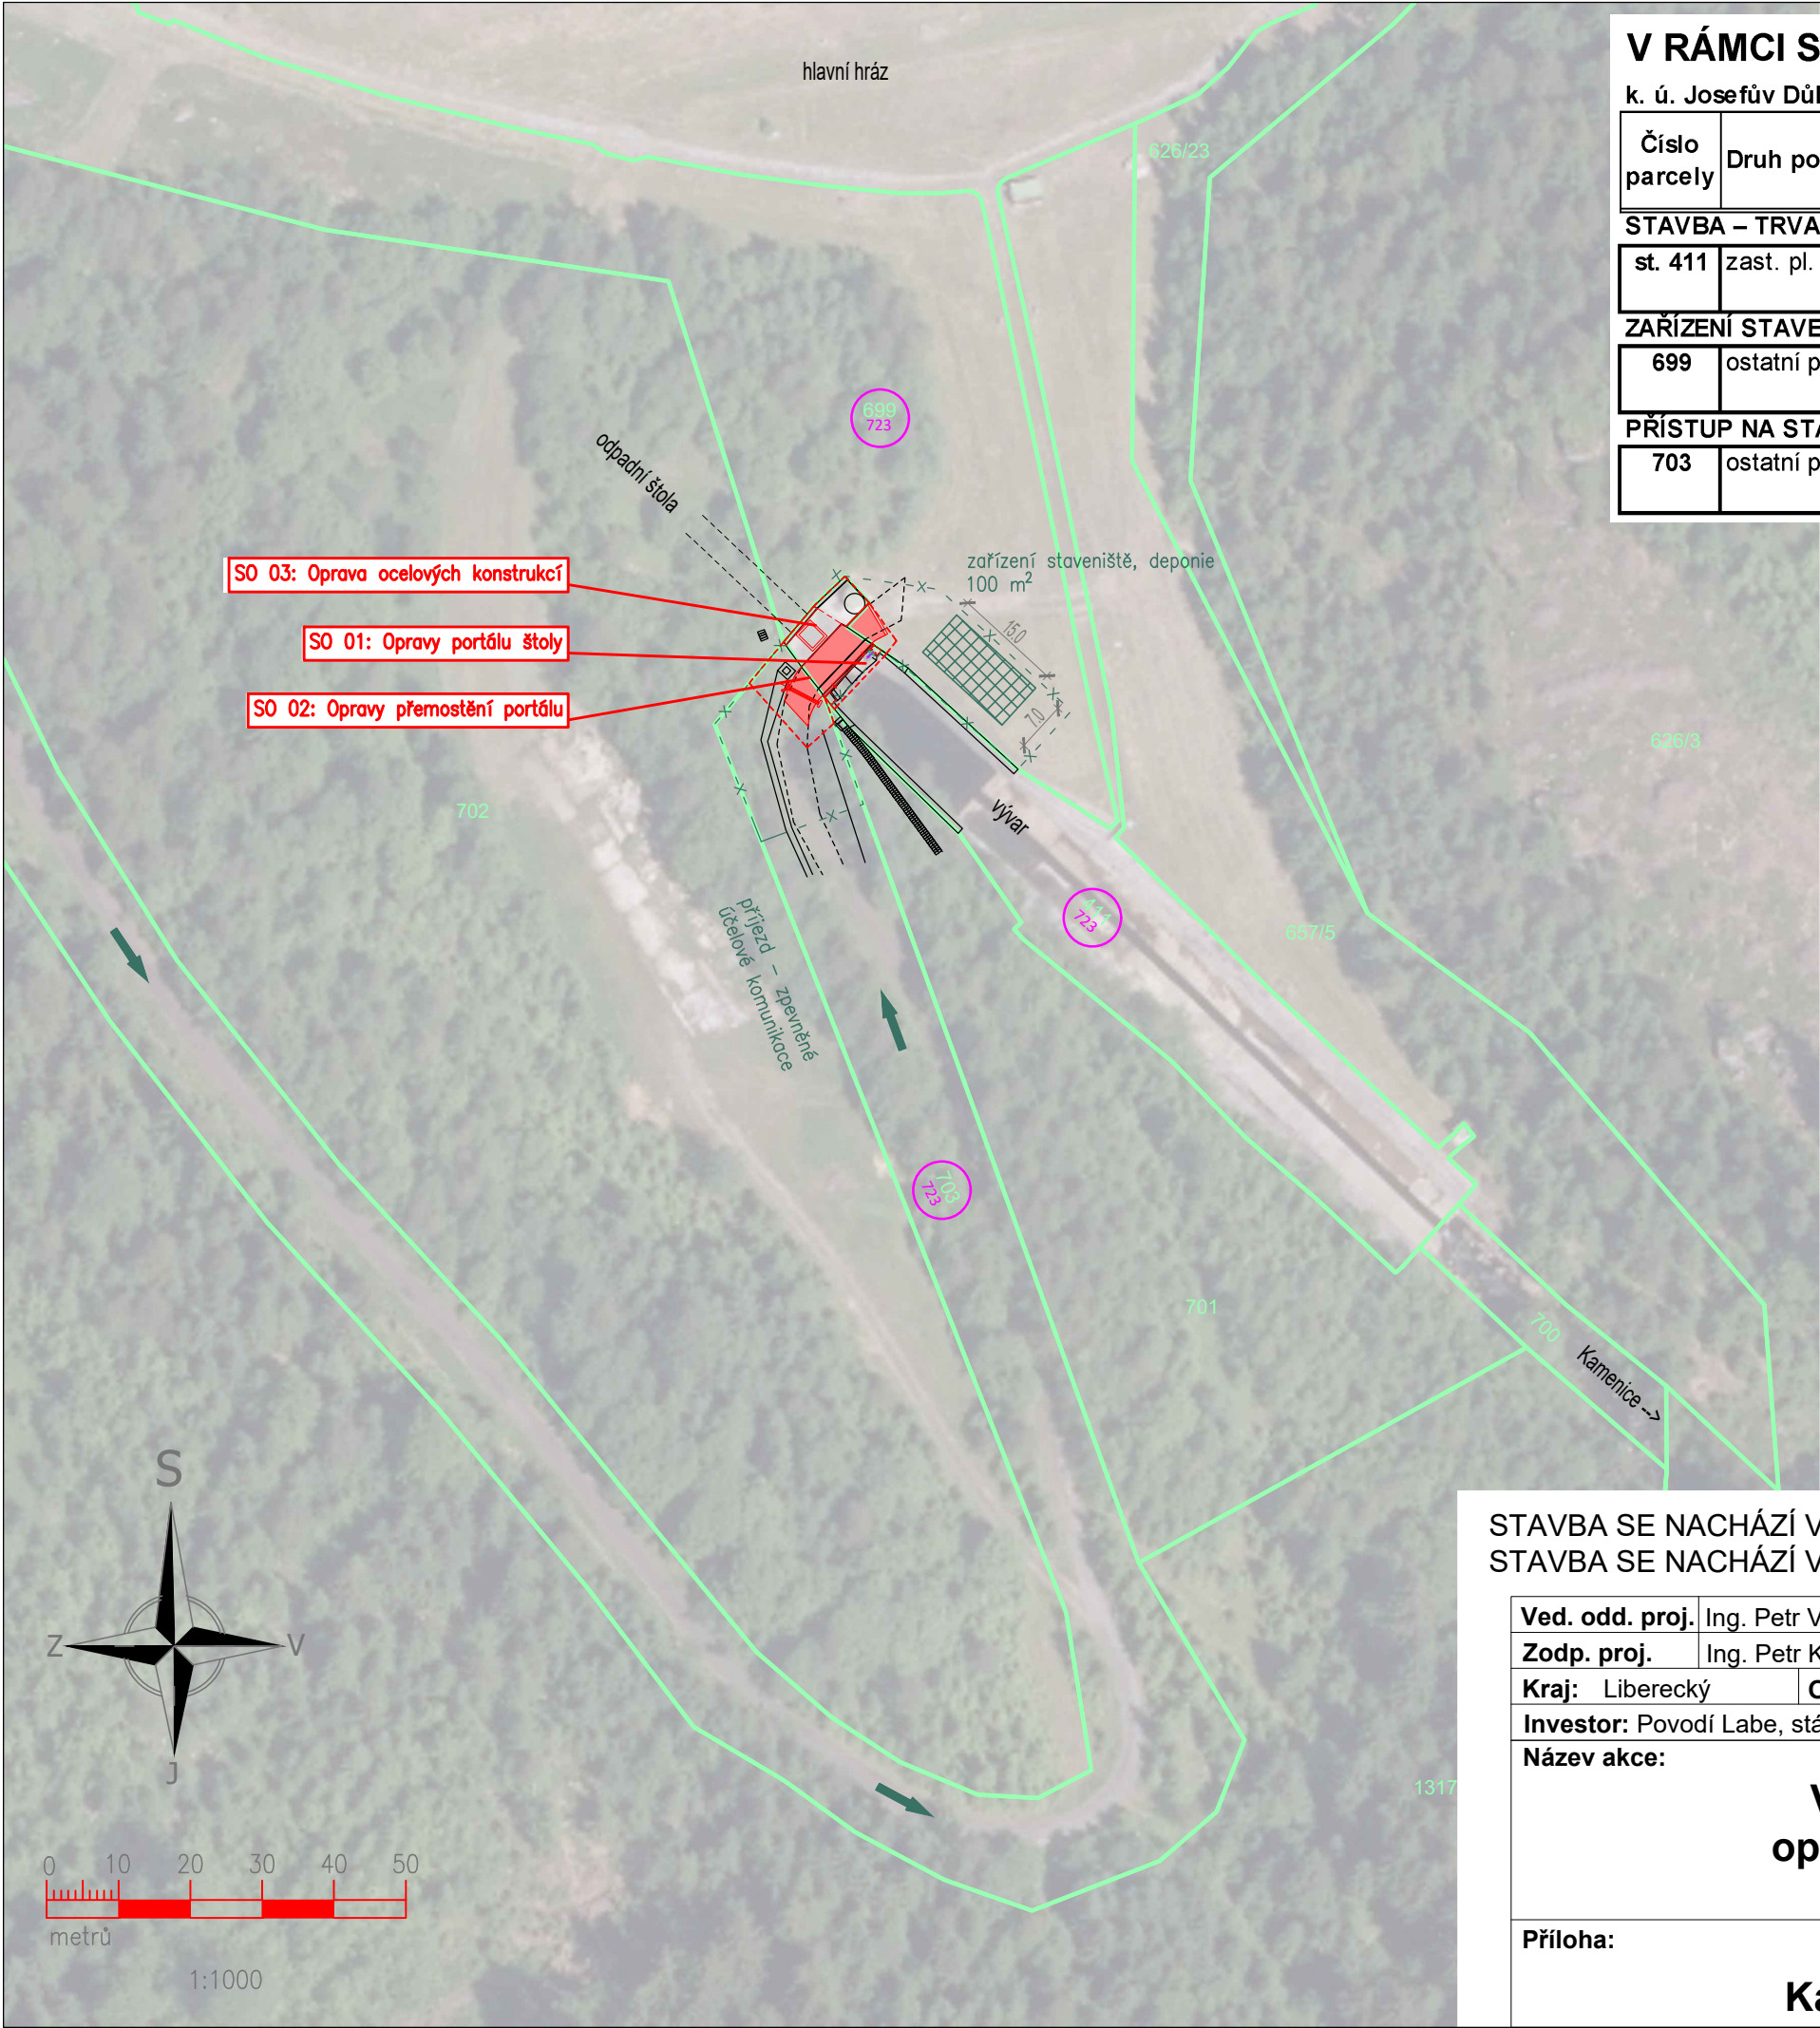 hlavní hráz
V RÁMCI S
k. ú. Josefův Důl
Číslo
parcely
Druh po
STAVBA – TRVA
st. 411
zast. pl.
ZAŘÍZENÍ STAVE
699
ostatní p
PŘÍSTUP NA STA
703
ostatní p
626/23
699
723
odpadní štola
SO 03: Oprava ocelových konstrukcí
SO 01: Opravy portálu štoly
SO 02: Opravy přemostění portálu
zařízení staveniště, deponie
100 m²
15.0
7.0
626/3
702
vývar
411
723
657/5
příjezd – zpevněné
účelové komunikace
703
723
701
700
Kamenice -->
1317
S
Z
V
J
0 10 20 30 40 50
metrů
1:1000
STAVBA SE NACHÁZÍ V
STAVBA SE NACHÁZÍ V
Ved. odd. proj. Ing. Petr V
Zodp. proj. Ing. Petr K
Kraj: Liberecký
Investor: Povodí Labe, stá
Název akce:
V
op
Příloha:
Ka